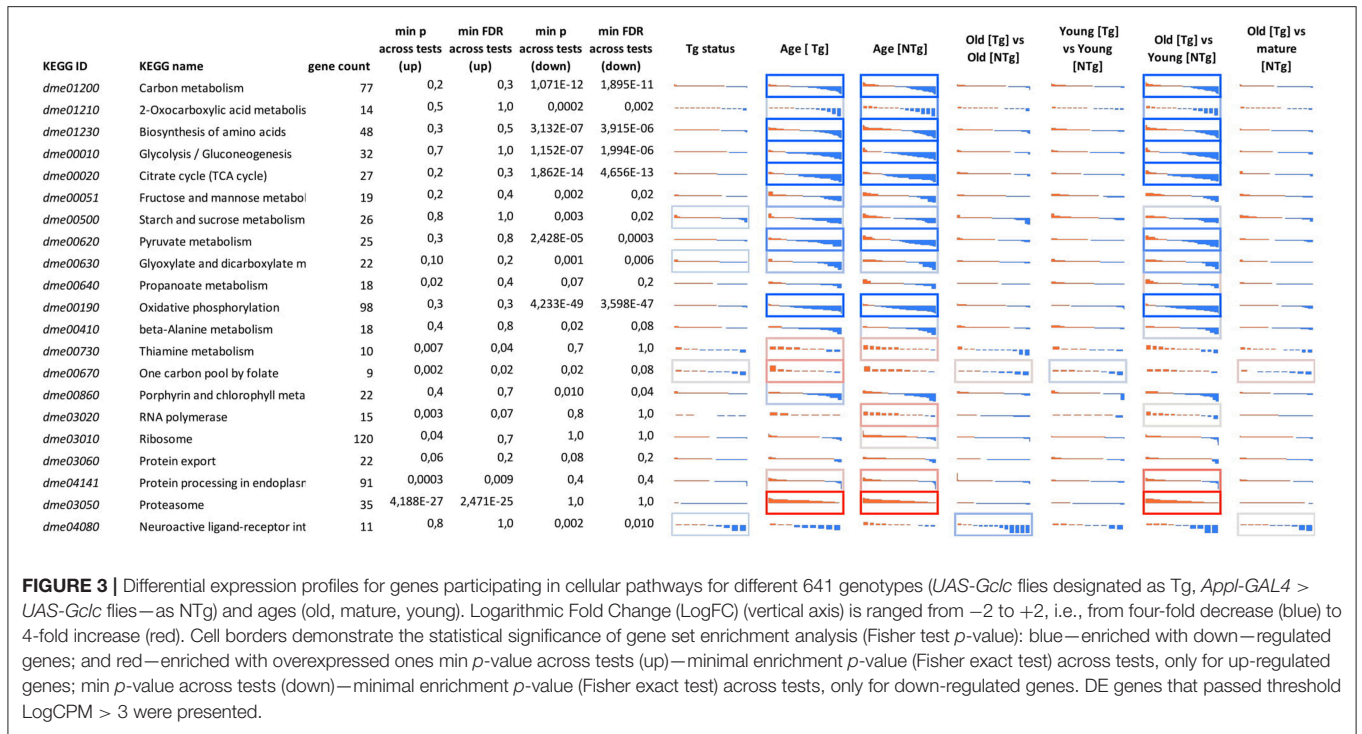 KEGG ID KEGG name gene count min p across tests (up) min FDR across tests (up) min p across tests (down) min FDR across tests (down) Tg status Age [ Tg] Age [NTg] Old [Tg] vs Old [NTg] Young [Tg] vs Young [NTg] Old [Tg] vs Young [NTg] Old [Tg] vs mature [NTg]
dme01200 Carbon metabolism 77 0,2 0,3 1,071E-12 1,895E-11
dme01210 2-Oxocarboxylic acid metabolis 14 0,5 1,0 0,0002 0,002
dme01230 Biosynthesis of amino acids 48 0,3 0,5 3,132E-07 3,915E-06
dme00010 Glycolysis / Gluconeogenesis 32 0,7 1,0 1,152E-07 1,994E-06
dme00020 Citrate cycle (TCA cycle) 27 0,2 0,3 1,862E-14 4,656E-13
dme00051 Fructose and mannose metabol 19 0,2 0,4 0,002 0,02
dme00500 Starch and sucrose metabolism 26 0,8 1,0 0,003 0,02
dme00620 Pyruvate metabolism 25 0,3 0,8 2,428E-05 0,0003
dme00630 Glyoxylate and dicarboxylate m 22 0,10 0,2 0,001 0,006
dme00640 Propanoate metabolism 18 0,02 0,4 0,07 0,2
dme00190 Oxidative phosphorylation 98 0,3 0,3 4,233E-49 3,598E-47
dme00410 beta-Alanine metabolism 18 0,4 0,8 0,02 0,08
dme00730 Thiamine metabolism 10 0,007 0,04 0,7 1,0
dme00670 One carbon pool by folate 9 0,002 0,02 0,02 0,08
dme00860 Porphyrin and chlorophyll meta 22 0,4 0,7 0,010 0,04
dme03020 RNA polymerase 15 0,003 0,07 0,8 1,0
dme03010 Ribosome 120 0,04 0,7 1,0 1,0
dme03060 Protein export 22 0,06 0,2 0,08 0,2
dme04141 Protein processing in endoplasr 91 0,0003 0,009 0,4 0,4
dme03050 Proteasome 35 4,188E-27 2,471E-25 1,0 1,0
dme04080 Neuroactive ligand-receptor int 11 0,8 1,0 0,002 0,010
FIGURE 3 | Differential expression profiles for genes participating in cellular pathways for different 641 genotypes (UAS-Gclc flies designated as Tg, Appl-GAL4 >
UAS-Gclc flies—as NTg) and ages (old, mature, young). Logarithmic Fold Change (LogFC) (vertical axis) is ranged from −2 to +2, i.e., from four-fold decrease (blue) to
4-fold increase (red). Cell borders demonstrate the statistical significance of gene set enrichment analysis (Fisher test p-value): blue—enriched with down—regulated
genes; and red—enriched with overexpressed ones min p-value across tests (up)—minimal enrichment p-value (Fisher exact test) across tests, only for up-regulated
genes; min p-value across tests (down)—minimal enrichment p-value (Fisher exact test) across tests, only for down-regulated genes. DE genes that passed threshold
LogCPM > 3 were presented.